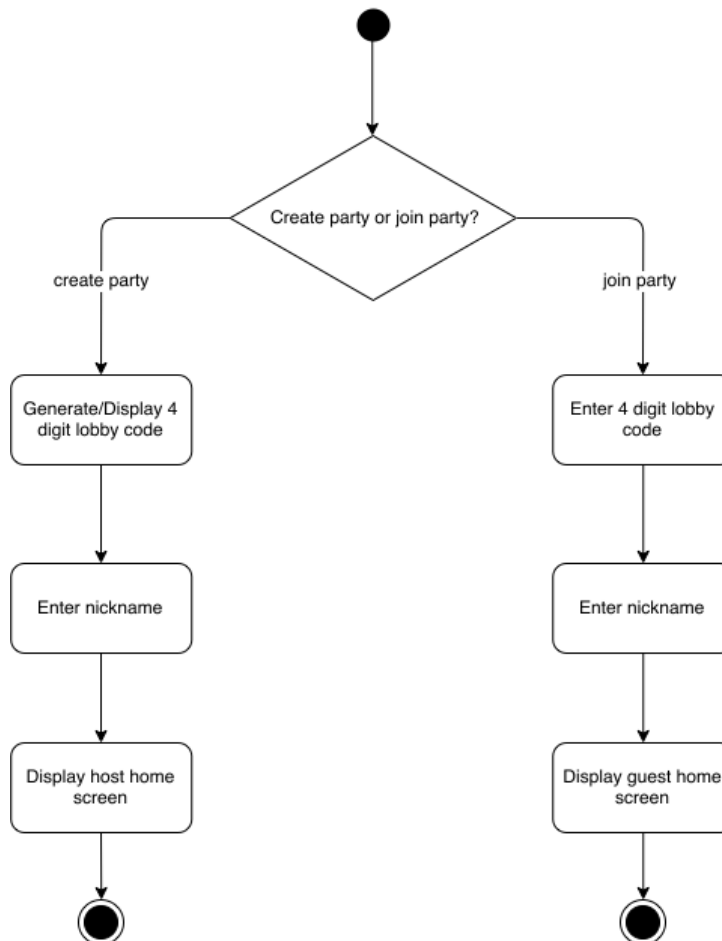 Create party or join party?
create party
join party
Generate/Display 4
digit lobby code
Enter 4 digit lobby
code
Enter nickname
Enter nickname
Display host home
screen
Display guest home
screen